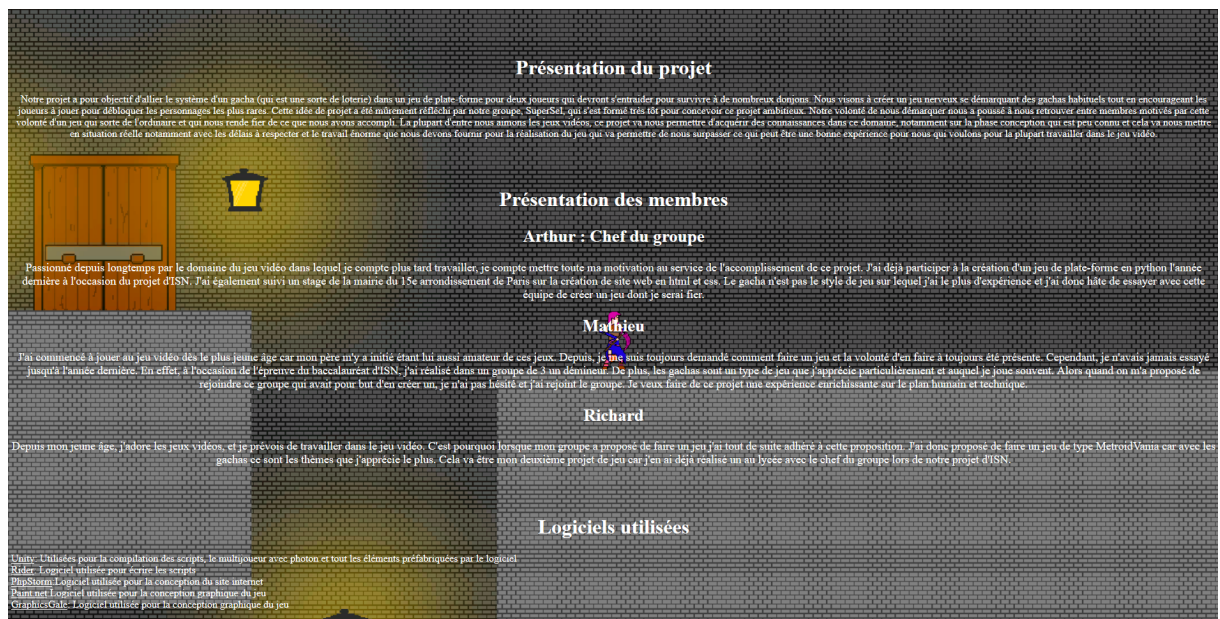 Présentation du projet
Notre projet a pour objectif d'allier le système d'un gacha (qui est une sorte de loterie) dans un jeu de plate-forme pour deux joueurs qui devront s'entraider pour survivre à de nombreux donjons. Nous visons à créer un jeu nerveux se démarquant des gachas habituels tout en encourageant les
joueurs à jouer pour débloquer les personnages les plus rares. Cette idée de projet a été mûrement réfléchi par notre groupe, SuperSel, qui s'est formé très tôt pour concevoir ce projet ambitieux. Notre volonté de nous démarquer nous a poussé à nous retrouver entre membres motivés par cette
volonté d'un jeu qui sorte de l'ordinaire et qui nous rende fier de ce que nous avons accompli. La plupart d'entre nous aimons les jeux vidéos, ce projet va nous permettre d'acquérir des connaissances dans ce domaine, notamment sur la phase conception qui est peu connu et cela va nous mettre
en situation réelle notamment avec les délais à respecter et le travail énorme que nous devons fournir pour la réalisation du jeu qui va permettre de nous surpasser ce qui peut être une bonne expérience pour nous qui voulons pour la plupart travailler dans le jeu vidéo.
Présentation des membres
Arthur : Chef du groupe
Passionné depuis longtemps par le domaine du jeu vidéo dans lequel je compte plus tard travailler, je compte mettre toute ma motivation au service de l'accomplissement de ce projet. J'ai déjà participer à la création d'un jeu de plate-forme en python l'année
dernière à l'occasion du projet d'ISN. J'ai également suivi un stage de la mairie du 15e arrondissement de Paris sur la création de site web en html et css. Le gacha n'est pas le style de jeu sur lequel j'ai le plus d'expérience et j'ai donc hâte de essayer avec cette
équipe de creer un jeu dont je serai fier.
Mathieu
J'ai commencé à jouer au jeu vidéo dès le plus jeune âge car mon père m'y a initié étant lui aussi amateur de ces jeux. Depuis, je me suis toujours demandé comment faire un jeu et la volonté d'en faire à toujours été présente. Cependant, je n'avais jamais essayé
jusqu'à l'année dernière. En effet, à l'occasion de l'épreuve du baccalauréat d'ISN, j'ai réalisé dans un groupe de 3 un démineur. De plus, les gachas sont un type de jeu que j'apprécie particulièrement et auquel je joue souvent. Alors quand on m'a proposé de
rejoindre ce groupe qui avait pour but d'en créer un, je n'a pas hésité et j'ai rejoint le groupe. Je veux faire de ce projet une expérience enrichissante sur le plan humain et technique.
Richard
Depuis mon jeune âge, j'adore les jeux vidéos, et je prévois de travailler dans le jeu vidéo. C'est pourquoi lorsque mon groupe a proposé de faire un jeu j'ai tout de suite adhéré à cette proposition. J'ai donc proposé de faire un jeu de type MetroidVania car avec les
gachas ce sont les thèmes que j'apprécie le plus. Cela va être mon deuxième projet de jeu car j'en ai déjà réalisé un au lycée avec le chef du groupe lors de notre projet d'ISN.
Logiciels utilisées
Unity: Utilisées pour la compilation des scripts, le multijoueur avec photon et tout les éléments préfabriquées par le logiciel
Rider: Logiciel utilisée pour écrire les scripts
PhpStorm:Logiciel utilisée pour la conception du site internet
Paint.net:Logiciel utilisée pour la conception graphique du jeu
GraphicsGale: Logiciel utilisée pour la conception graphique du jeu